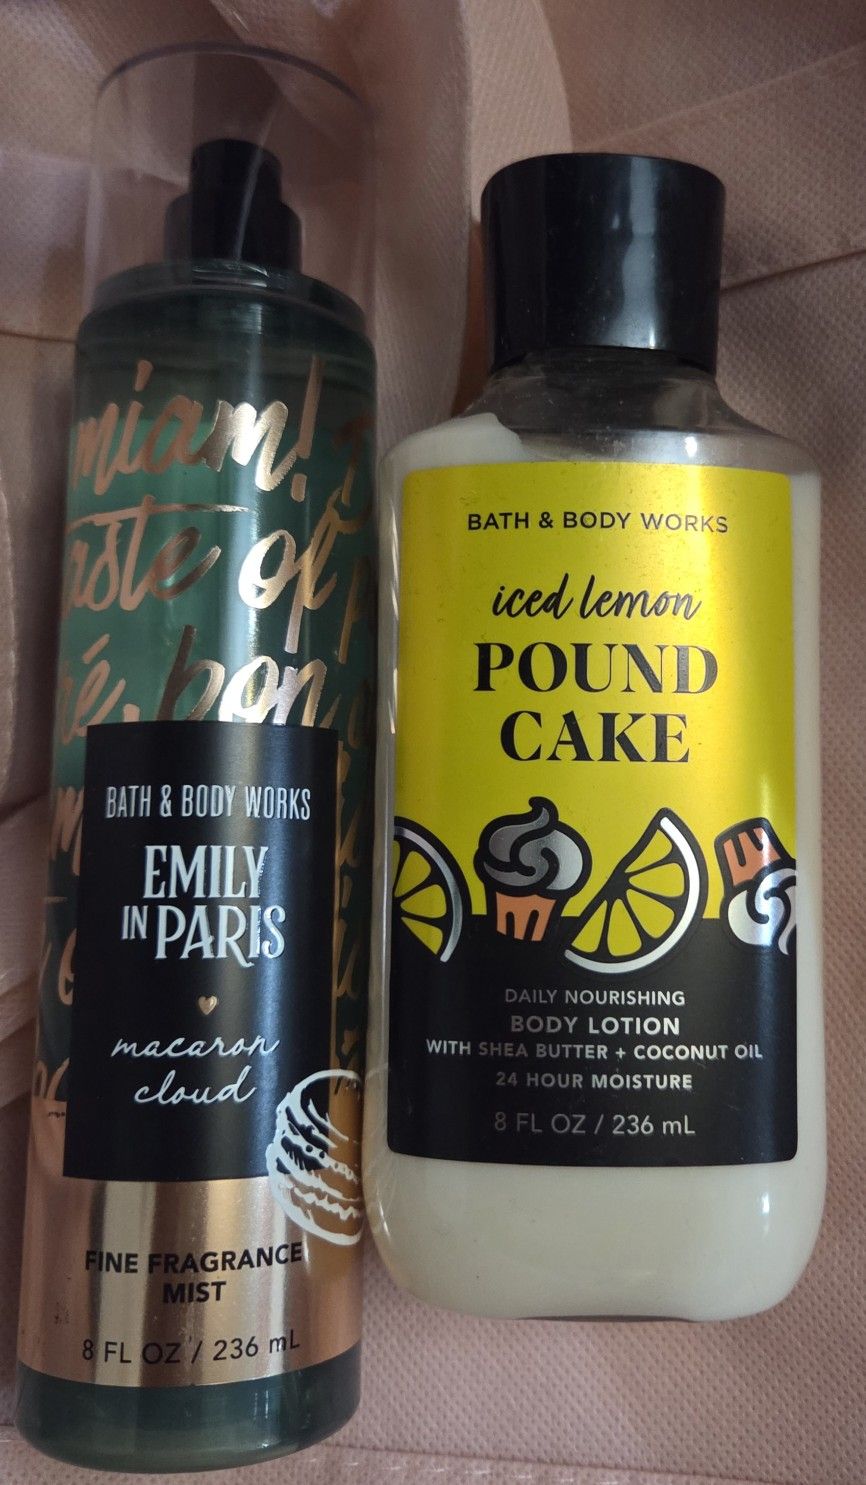 miam!
taste of
bon
BATH & BODY WORKS
EMILY
IN PARIS
macaron
cloud
FINE FRAGRANCE
MIST
8 FL OZ / 236 mL
BATH & BODY WORKS
iced lemon
POUND
CAKE
DAILY NOURISHING
BODY LOTION
WITH SHEA BUTTER + COCONUT OIL
24 HOUR MOISTURE
8 FL OZ / 236 mL